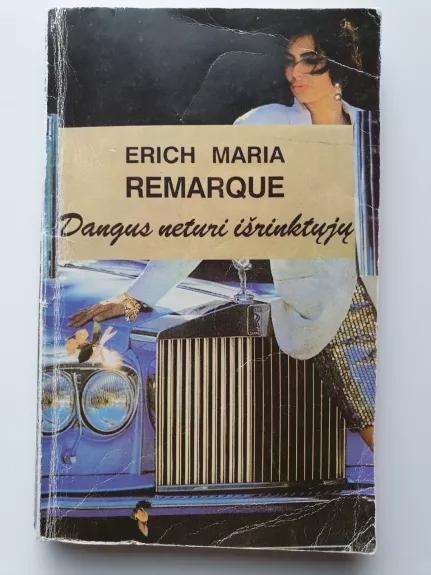 ERICH MARIA
REMARQUE
Dangus neturi išrinktųjų